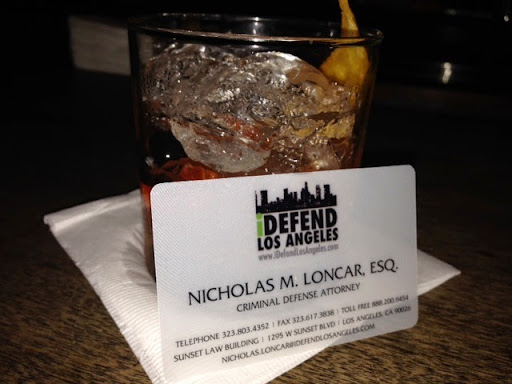 iDEFEND
LOS ANGELES
www.iDefendLosAngeles.com
NICHOLAS M. LONCAR, ESQ.
CRIMINAL DEFENSE ATTORNEY
TELEPHONE 323.803.4352 | FAX 323.617.3838 | TOLL FREE 888.200.6454
SUNSET LAW BUILDING | 1295 W SUNSET BLVD | LOS ANGELES, CA 90026
NICHOLAS.LONCAR@IDEFENDLOSANGELES.COM